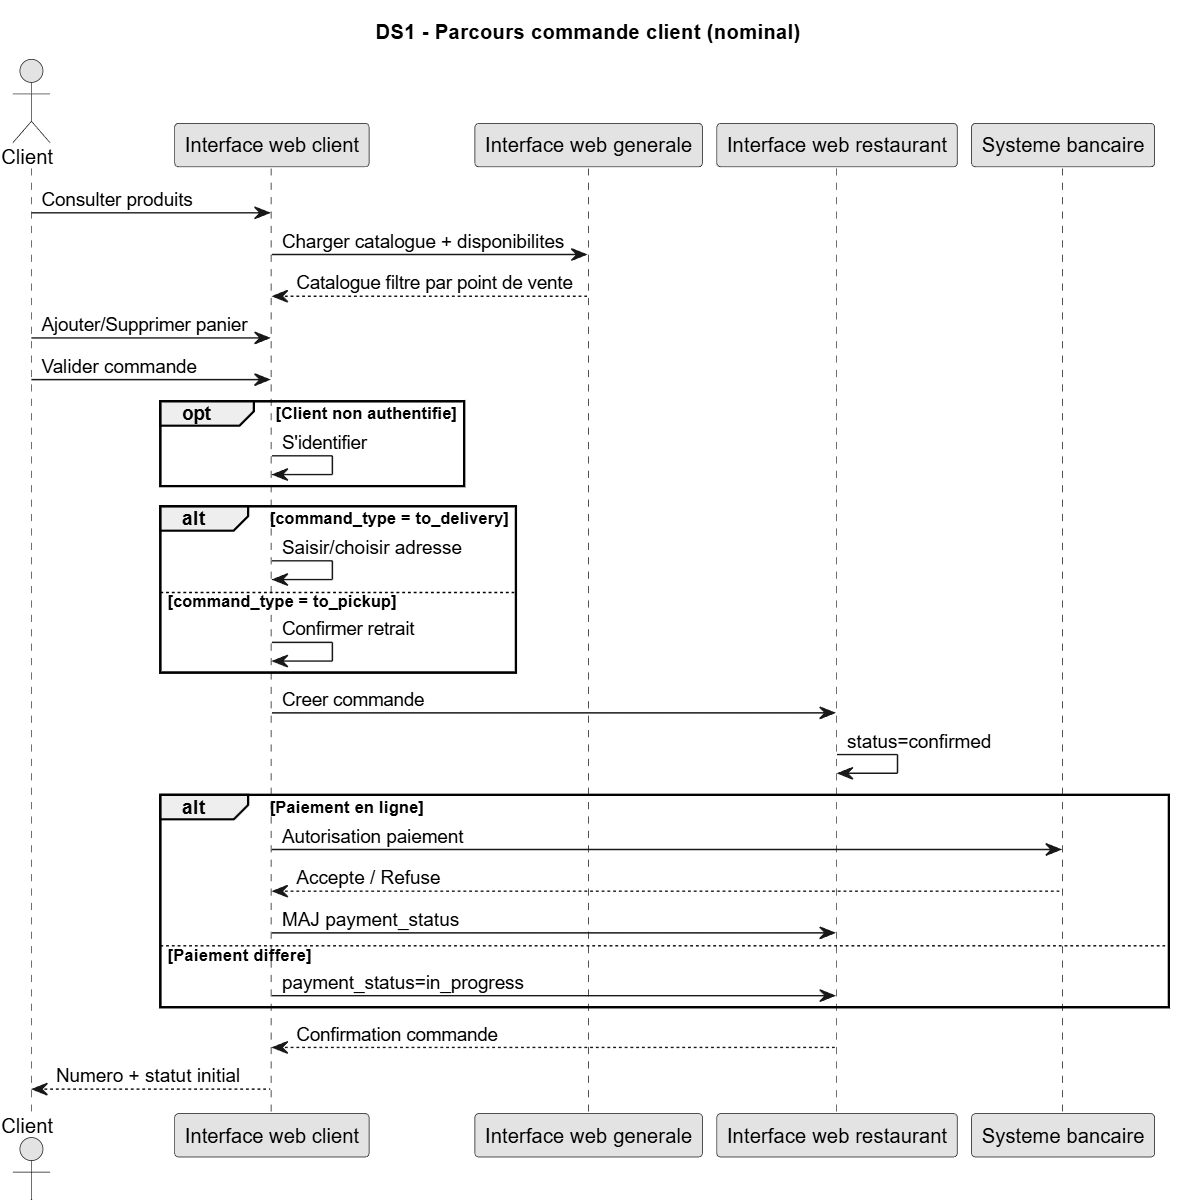 DS1 - Parcours commande client (nominal)
Client
Interface web client
Interface web generale
Interface web restaurant
Systeme bancaire
Consulter produits
Charger catalogue + disponibilites
Catalogue filtre par point de vente
Ajouter/Supprimer panier
Valider commande
opt
[Client non authentifie]
S'identifier
alt
[command_type = to_delivery]
Saisir/choisir adresse
[command_type = to_pickup]
Confirmer retrait
Creer commande
status=confirmed
alt
[Paiement en ligne]
Autorisation paiement
Accepte / Refuse
MAJ payment_status
[Paiement differe]
payment_status=in_progress
Confirmation commande
Numero + statut initial
Client
Interface web client
Interface web generale
Interface web restaurant
Systeme bancaire